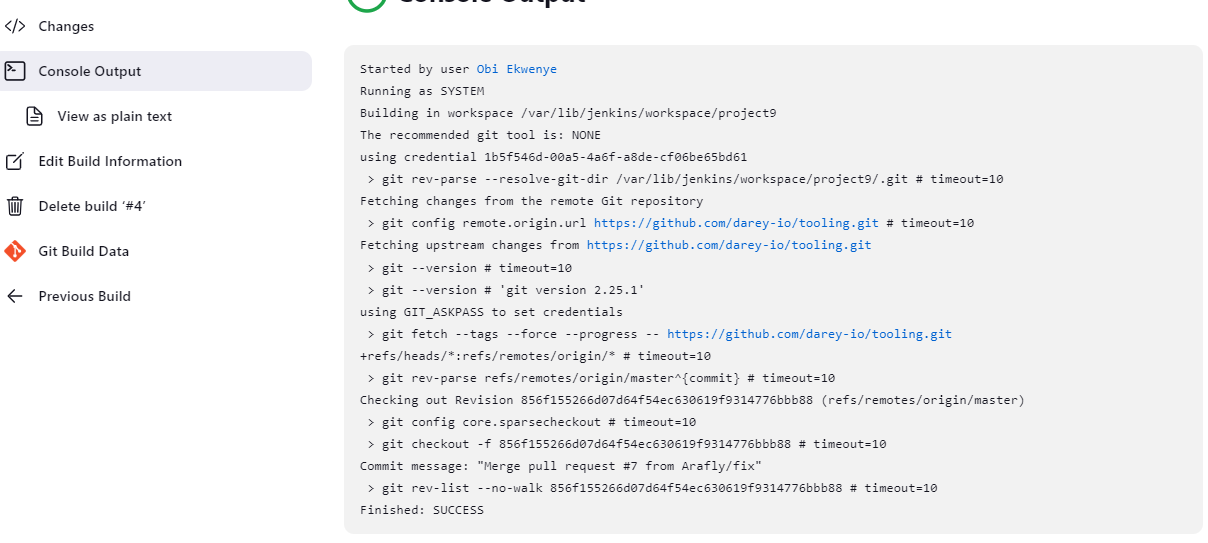 Console Output
Changes
Console Output
View as plain text
Edit Build Information
Delete build ‘#4’
Git Build Data
Previous Build
Started by user Obi Ekwenye
Running as SYSTEM
Building in workspace /var/lib/jenkins/workspace/project9
The recommended git tool is: NONE
using credential 1b5f546d-00a5-4a6f-a8de-cf06be65bd61
> git rev-parse --resolve-git-dir /var/lib/jenkins/workspace/project9/.git # timeout=10
Fetching changes from the remote Git repository
> git config remote.origin.url https://github.com/darey-io/tooling.git # timeout=10
Fetching upstream changes from https://github.com/darey-io/tooling.git
> git --version # timeout=10
> git --version # 'git version 2.25.1'
using GIT_ASKPASS to set credentials
> git fetch --tags --force --progress -- https://github.com/darey-io/tooling.git
+refs/heads/*:refs/remotes/origin/* # timeout=10
> git rev-parse refs/remotes/origin/master^{commit} # timeout=10
Checking out Revision 856f155266d07d64f54ec630619f9314776bbb88 (refs/remotes/origin/master)
> git config core.sparsecheckout # timeout=10
> git checkout -f 856f155266d07d64f54ec630619f9314776bbb88 # timeout=10
Commit message: "Merge pull request #7 from Arafly/fix"
> git rev-list --no-walk 856f155266d07d64f54ec630619f9314776bbb88 # timeout=10
Finished: SUCCESS